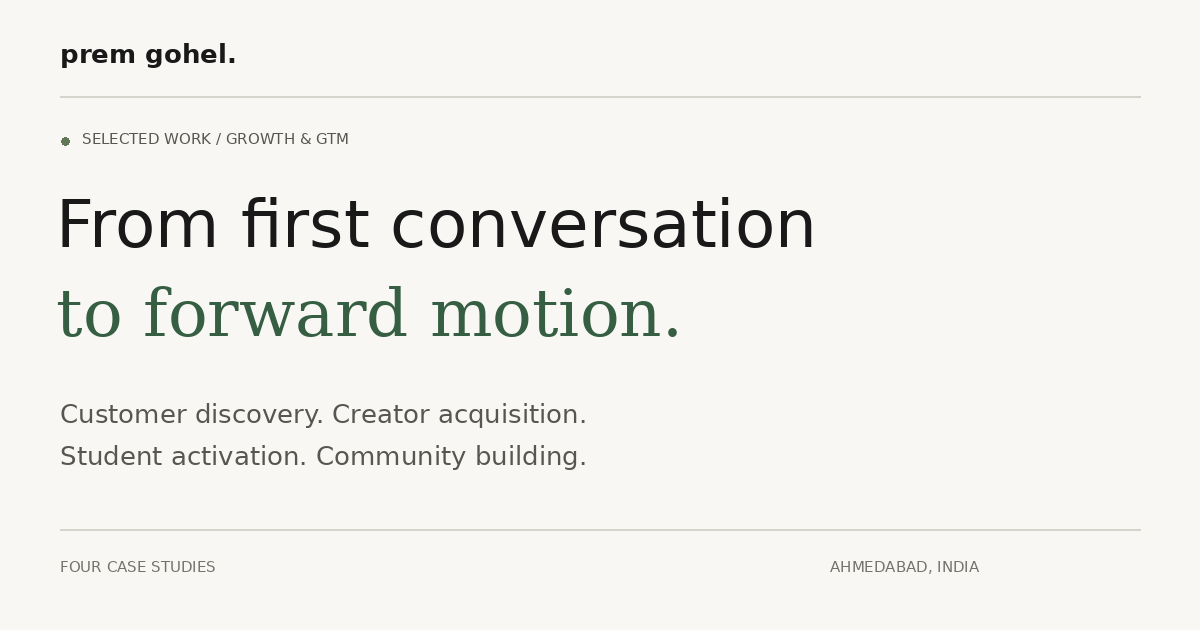 prem gohel.
SELECTED WORK / GROWTH & GTM
From first conversation
to forward motion.
Customer discovery. Creator acquisition.
Student activation. Community building.
FOUR CASE STUDIES
AHMEDABAD, INDIA